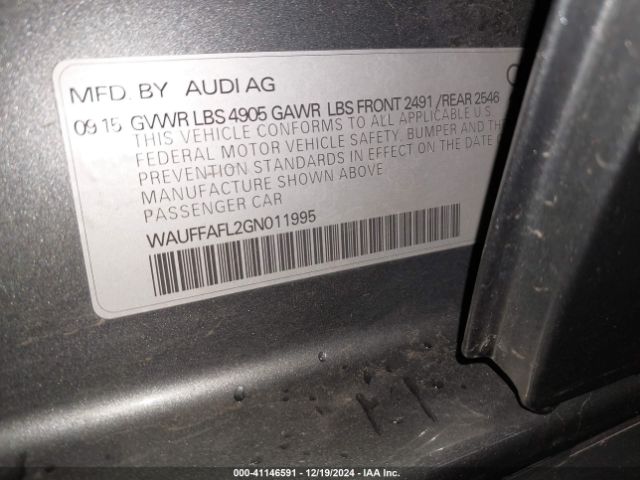 MFD. BY AUDI AG
09 15 GVWR LBS 4905 GAWR LBS FRONT 2491 /REAR 2546
THIS VEHICLE CONFORMS TO ALL APPLICABLE U.S.
FEDERAL MOTOR VEHICLE SAFETY, BUMPER AND THE
PREVENTION STANDARDS IN EFFECT ON THE DATE
MANUFACTURE SHOWN ABOVE
PASSENGER CAR
WAUFFAFL2GN011995
000-41146591 - 12/19/2024 - IAA Inc.